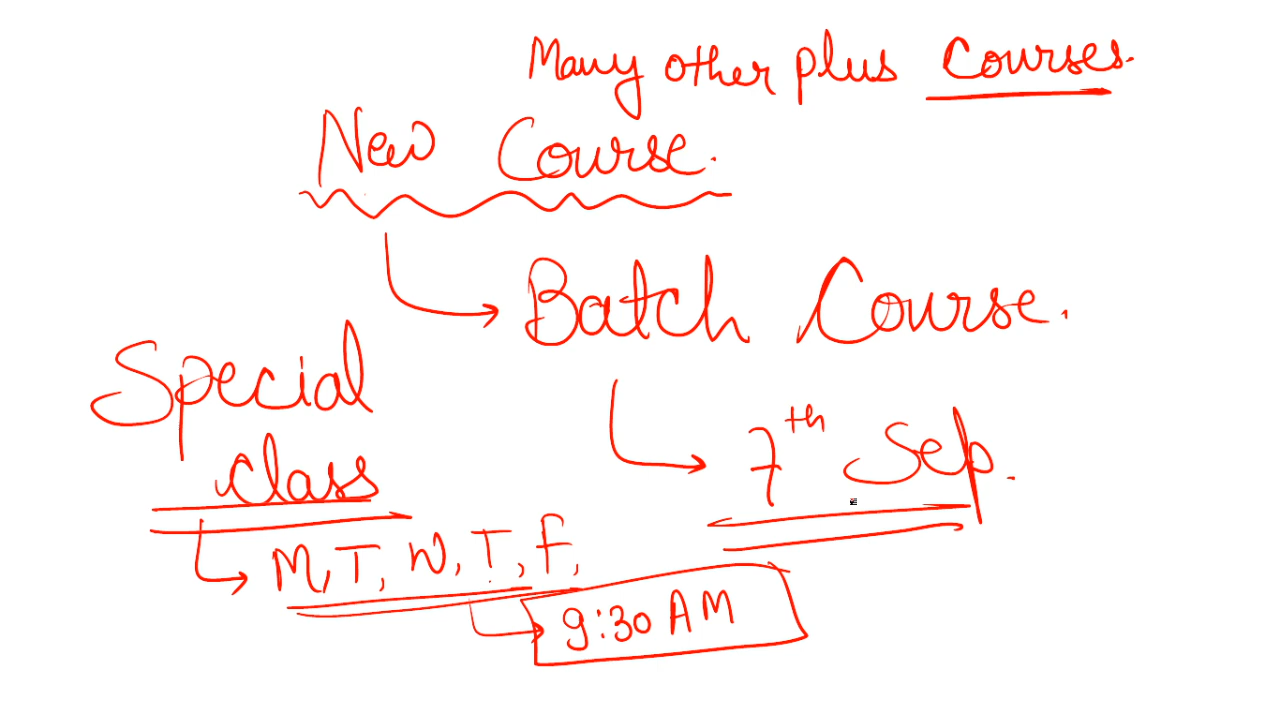 Many other plus Courses.
New Course.
Batch Course.
Special
class
7th Sep.
M, T, W, T, F,
9:30 AM